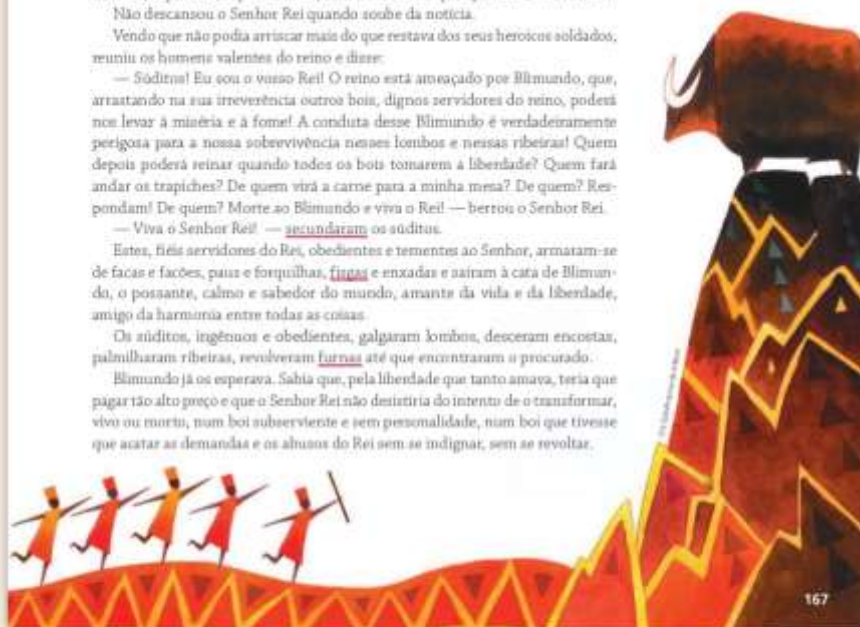 Não descansou o Senhor Rei quando soube da notícia.
Vendo que não podia arriscar mais do que restava dos seus heroicos soldados,
reuniu os homens valentes do reino e disse:
— Súditos! Eu sou o vosso Rei! O reino está ameaçado por Blimundo, que,
arrastando na sua irreverência outros bois, dignos servidores do reino, poderá
nos levar à miséria e à fome! A conduta desse Blimundo é verdadeiramente
perigosa para a nossa sobrevivência nesses lombos e nessas ribeiras! Quem
depois poderá reinar quando todos os bois tomarem a liberdade? Quem fará
andar os trapiches? De quem virá a carne para a minha mesa? De quem? Res-
pondam! De quem? Morte ao Blimundo e viva o Rei! — berrou o Senhor Rei.
— Viva o Senhor Rei! — secundaram os súditos.
Estes, fiéis servidores do Rei, obedientes e tementes ao Senhor, armaram-se
de facas e facões, paus e forquilhas, fisgas e enxadas e saíram à cata de Blimun-
do, o possante, calmo e sabedor do mundo, amante da vida e da liberdade,
amigo da harmonia entre todas as coisas.
Os súditos, ingênuos e obedientes, galgaram lombos, desceram encostas,
palmilharam ribeiras, revolveram furnas até que encontraram o procurado.
Blimundo já os esperava. Sabia que, pela liberdade que tanto amava, teria que
pagar tão alto preço e que o Senhor Rei não desistiria do intento de o transformar,
vivo ou morto, num boi subserviente e sem personalidade, num boi que tivesse
que acatar as demandas e os abusos do Rei sem se indignar, sem se revoltar.
167